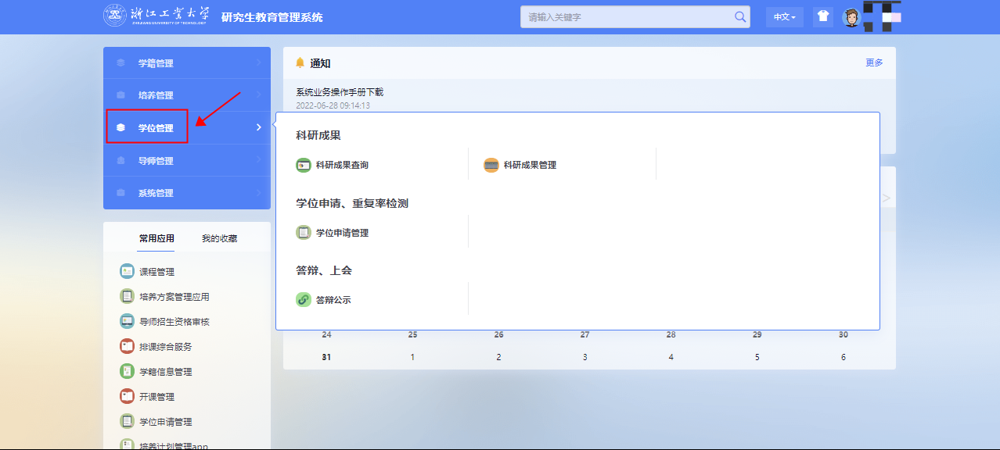 浙江工业大学
ZHEJIANG UNIVERSITY OF TECHNOLOGY
研究生教育管理系统
请输入关键字
中文
学籍管理
培养管理
学位管理
导师管理
系统管理
通知
更多
系统业务操作手册下载
2022-06-28 09:14:13
科研成果
科研成果查询
科研成果管理
学位申请、重复率检测
学位申请管理
答辩、上会
答辩公示
常用应用 我的收藏
课程管理
培养方案管理应用
导师招生资格审核
排课综合服务
学籍信息管理
开课管理
学位申请管理
培养计划管理app
24 25 26 27 28 29 30
31 1 2 3 4 5 6